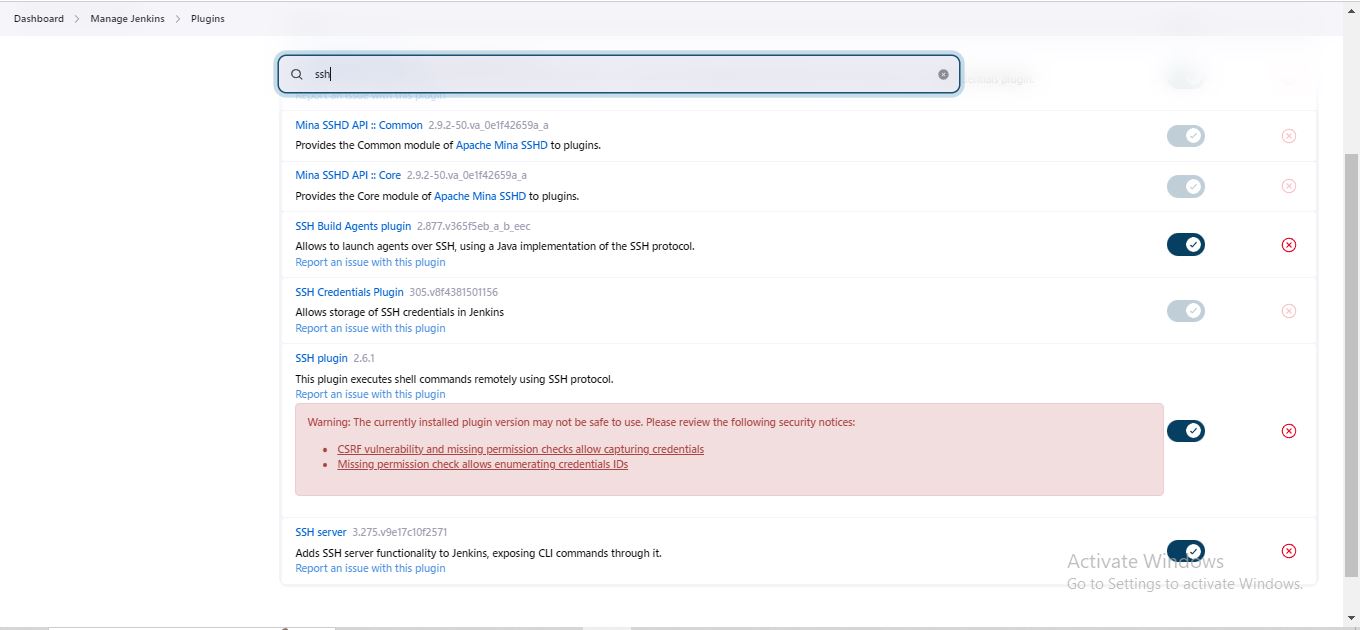 Dashboard > Manage Jenkins > Plugins
ssh
entials plugin.
Report an issue with this plugin
Mina SSHD API :: Common 2.9.2-50.va_0e1f42659a_a
Provides the Common module of Apache Mina SSHD to plugins.
Mina SSHD API :: Core 2.9.2-50.va_0e1f42659a_a
Provides the Core module of Apache Mina SSHD to plugins.
SSH Build Agents plugin 2.877.v365f5eb_a_b_eec
Allows to launch agents over SSH, using a Java implementation of the SSH protocol.
Report an issue with this plugin
SSH Credentials Plugin 305.v8f4381501156
Allows storage of SSH credentials in Jenkins
Report an issue with this plugin
SSH plugin 2.6.1
This plugin executes shell commands remotely using SSH protocol.
Report an issue with this plugin
Warning: The currently installed plugin version may not be safe to use. Please review the following security notices:
• CSRF vulnerability and missing permission checks allow capturing credentials
• Missing permission check allows enumerating credentials IDs
SSH server 3.275.v9e17c10f2571
Adds SSH server functionality to Jenkins, exposing CLI commands through it.
Report an issue with this plugin
Activate Windows
Go to Settings to activate Windows.